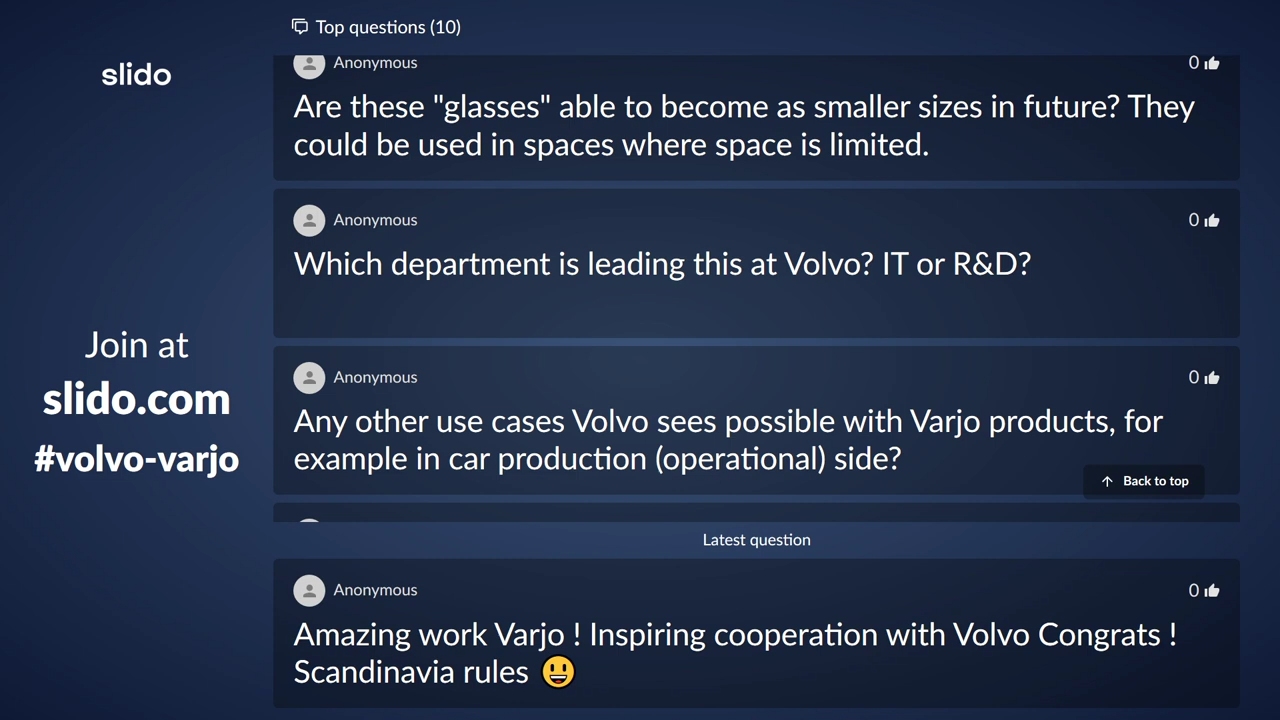 Top questions (10)
slido
Anonymous
0
Are these "glasses" able to become as smaller sizes in future? They
could be used in spaces where space is limited.
Anonymous
0
Which department is leading this at Volvo? IT or R&D?
Join at
slido.com
#volvo-varjo
Anonymous
0
Any other use cases Volvo sees possible with Varjo products, for
example in car production (operational) side?
Back to top
Latest question
Anonymous
0
Amazing work Varjo ! Inspiring cooperation with Volvo Congrats !
Scandinavia rules 😃